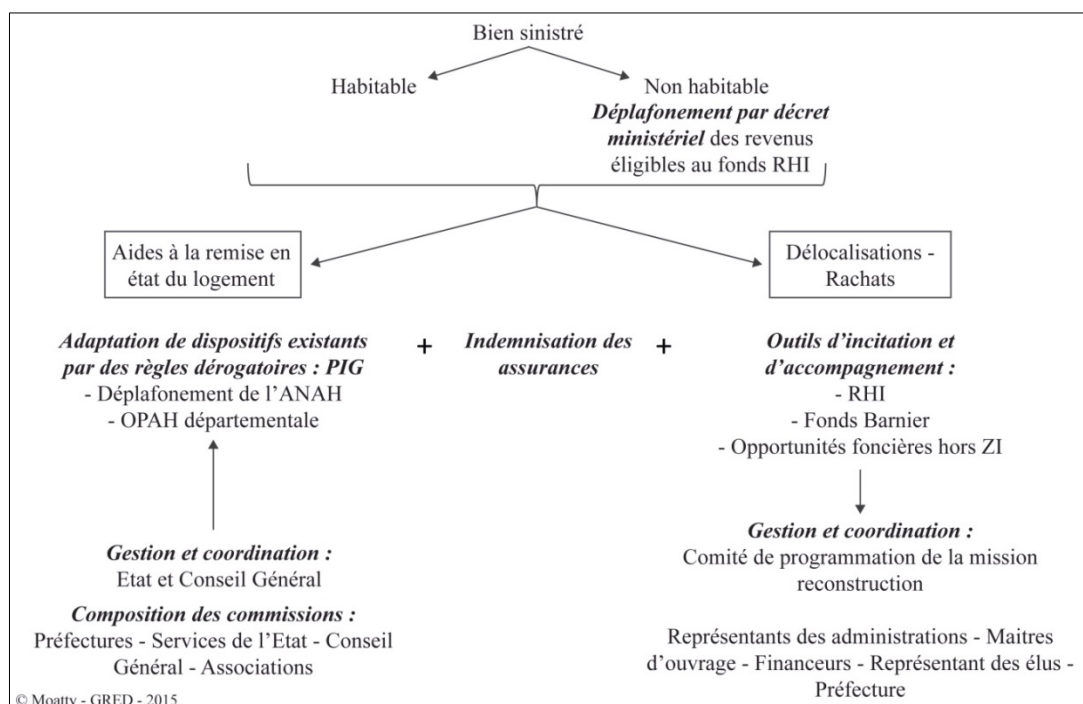 Bien sinistré
Habitable
Non habitable
Déplafonement par décret
ministériel des revenus
éligibles au fonds RHI
Aides à la remise en
état du logement
Délocalisations -
Rachats
Adaptation de dispositifs existants
par des règles dérogatoires : PIG
- Déplafonement de l'ANAH
- OPAH départementale
+
Indemnisation des
assurances
+
Outils d'incitation et
d'accompagnement :
- RHI
- Fonds Barnier
- Opportunités foncières hors ZI
Gestion et coordination :
Etat et Conseil Général
Composition des commissions :
Préfectures - Services de l'Etat - Conseil
Général - Associations
Gestion et coordination :
Comité de programmation de la mission
reconstruction
Représentants des administrations - Maitres
d'ouvrage - Financeurs - Représentant des élus -
Préfecture
© Moatty - GRED - 2015